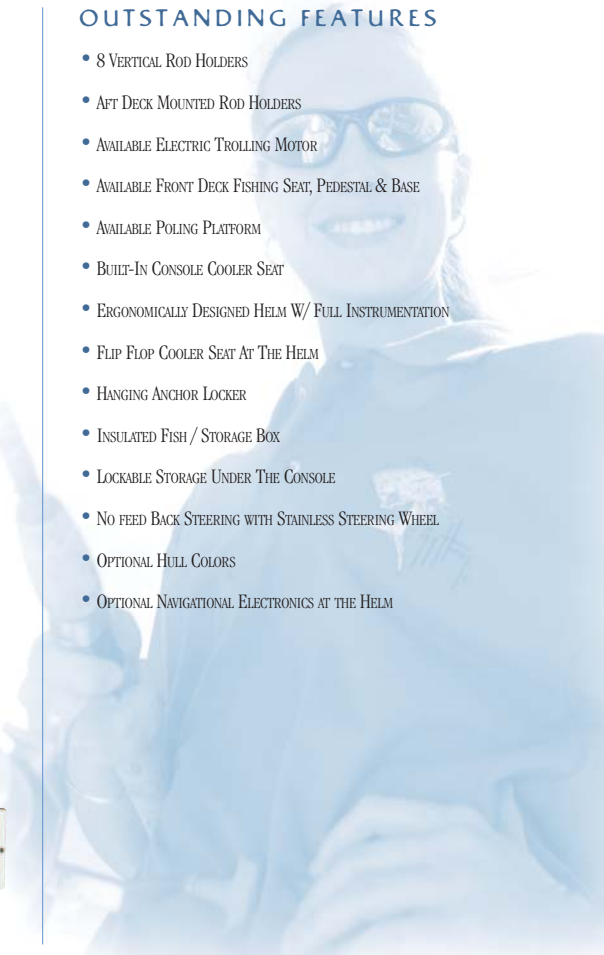 OUTSTANDING FEATURES
• 8 Vertical Rod Holders
• Aft Deck Mounted Rod Holders
• Available Electric Trolling Motor
• Available Front Deck Fishing Seat, Pedestal & Base
• Available Poling Platform
• Built-In Console Cooler Seat
• Ergonomically Designed Helm W/ Full Instrumentation
• Flip Flop Cooler Seat At The Helm
• Hanging Anchor Locker
• Insulated Fish / Storage Box
• Lockable Storage Under The Console
• No feed Back Steering with Stainless Steering Wheel
• Optional Hull Colors
• Optional Navigational Electronics at the Helm